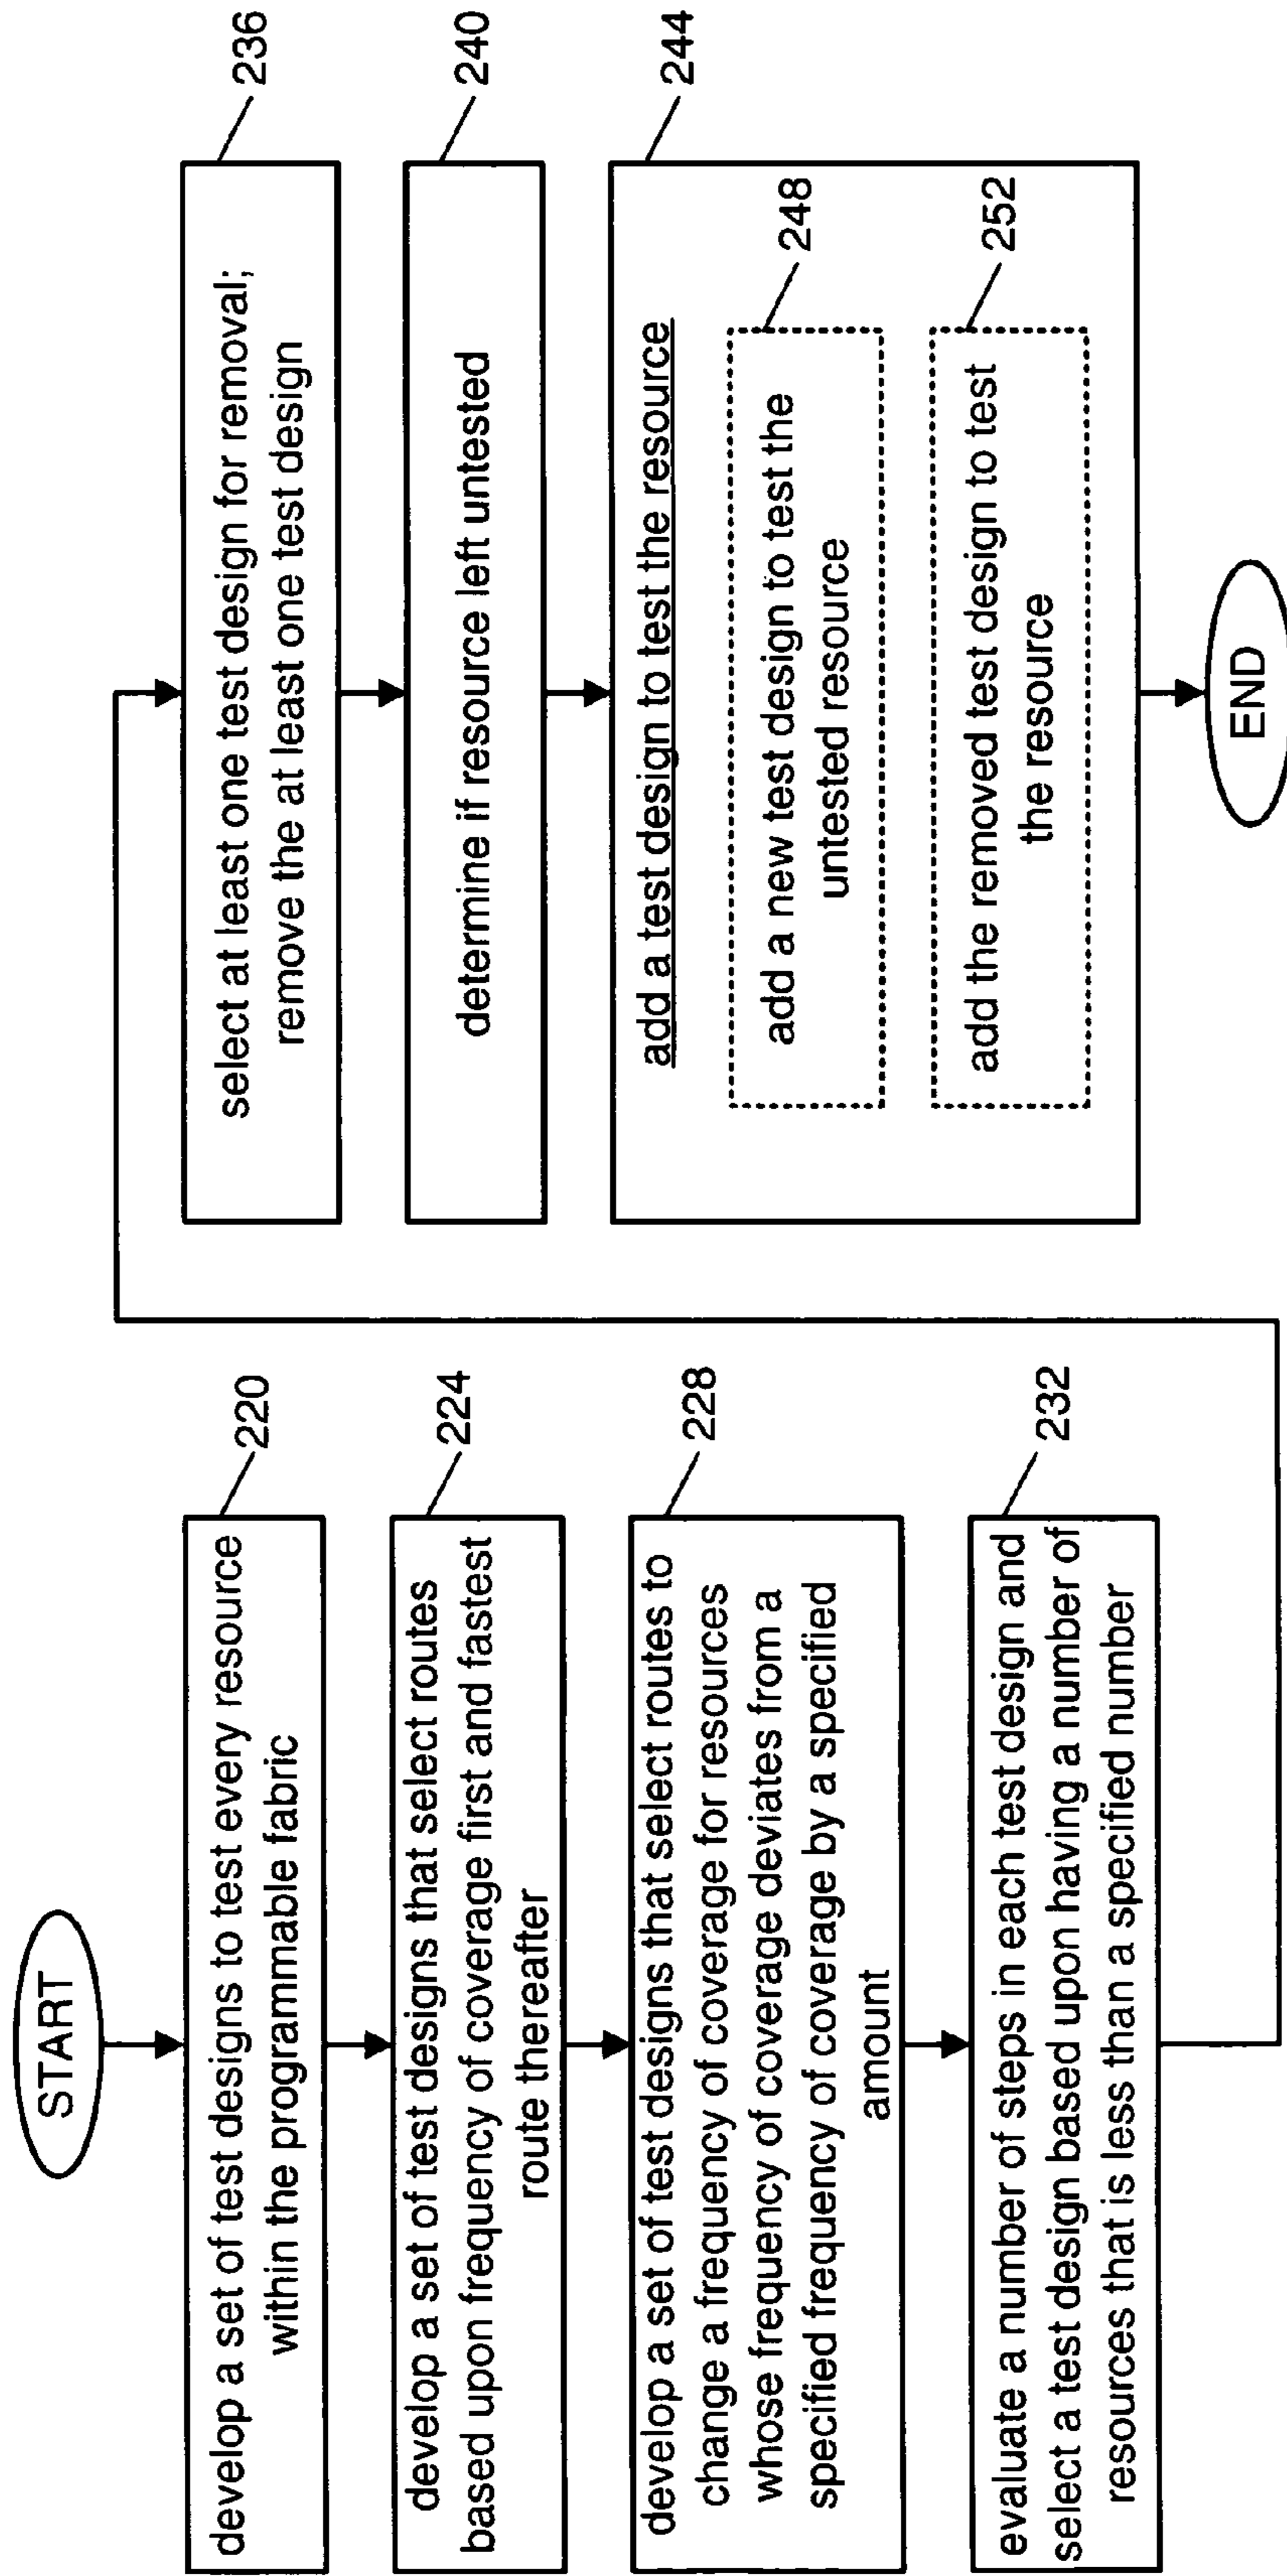 START
220
develop a set of test designs to test every resource
within the programmable fabric
224
develop a set of test designs that select routes
based upon frequency of coverage first and fastest
route thereafter
228
develop a set of test designs that select routes to
change a frequency of coverage for resources
whose frequency of coverage deviates from a
specified frequency of coverage by a specified
amount
232
evaluate a number of steps in each test design and
select a test design based upon having a number of
resources that is less than a specified number
236
select at least one test design for removal;
remove the at least one test design
240
determine if resource left untested
244
add a test design to test the resource
248
add a new test design to test the
untested resource
252
add the removed test design to test
the resource
END